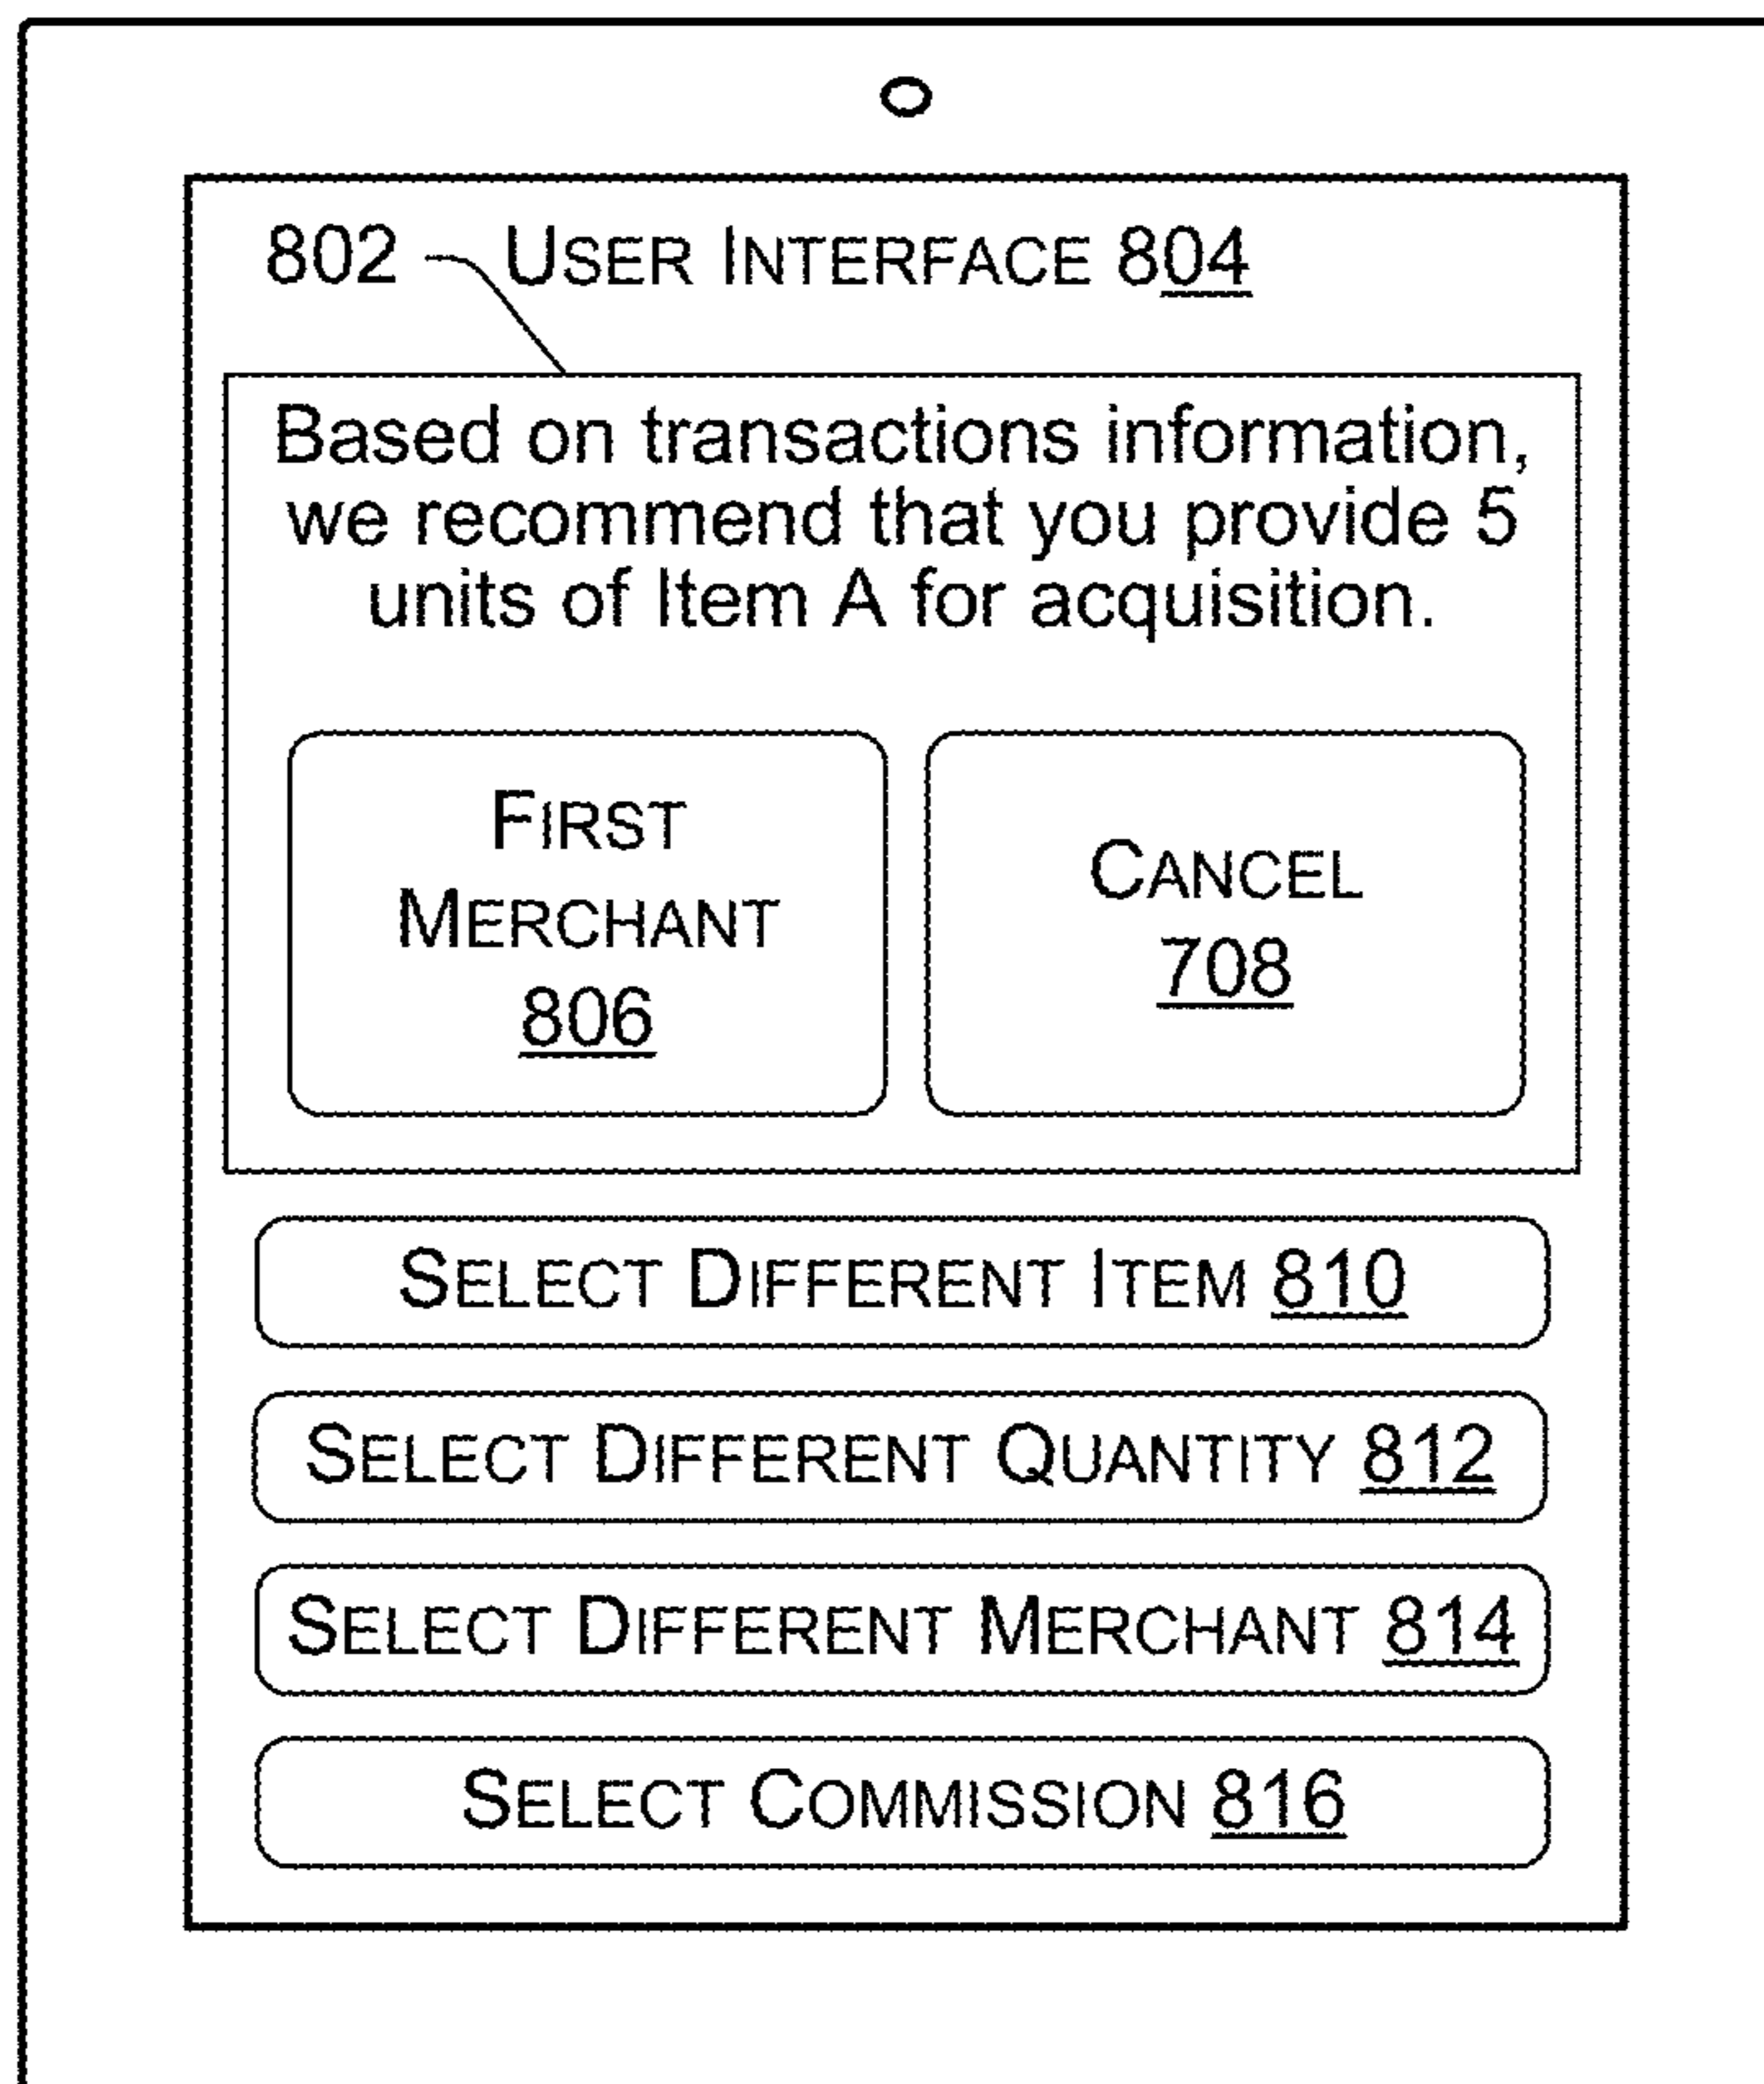 802 USER INTERFACE 804
Based on transactions information,
we recommend that you provide 5
units of Item A for acquisition.
FIRST
MERCHANT
806
CANCEL
708
SELECT DIFFERENT ITEM 810
SELECT DIFFERENT QUANTITY 812
SELECT DIFFERENT MERCHANT 814
SELECT COMMISSION 816